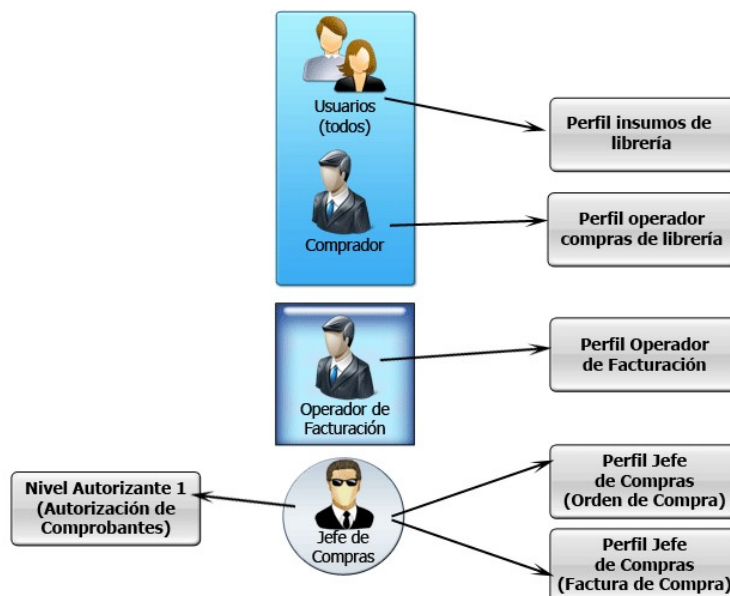 Usuarios
(todos)
Perfil insumos de
librería
Comprador
Perfil operador
compras de librería
Operador de
Facturación
Perfil Operador
de Facturación
Nivel Autorizante 1
(Autorización de
Comprobantes)
Jefe de
Compras
Perfil Jefe
de Compras
(Orden de Compra)
Perfil Jefe
de Compras
(Factura de Compra)